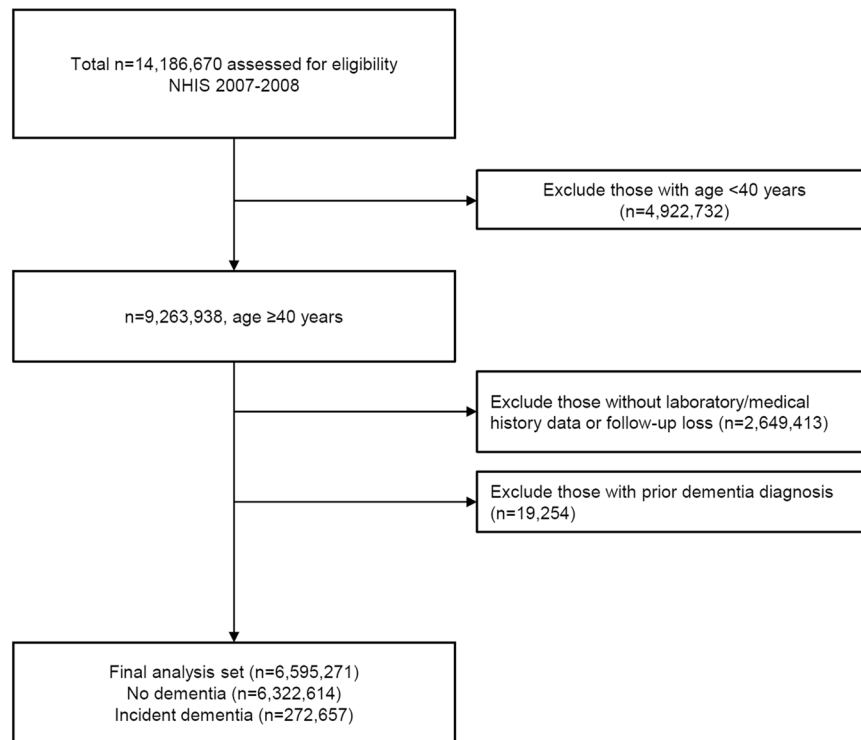 Total n=14,186,670 assessed for eligibility
NHIS 2007-2008
Exclude those with age <40 years
(n=4,922,732)
n=9,263,938, age ≥40 years
Exclude those without laboratory/medical
history data or follow-up loss (n=2,649,413)
Exclude those with prior dementia diagnosis
(n=19,254)
Final analysis set (n=6,595,271)
No dementia (n=6,322,614)
Incident dementia (n=272,657)